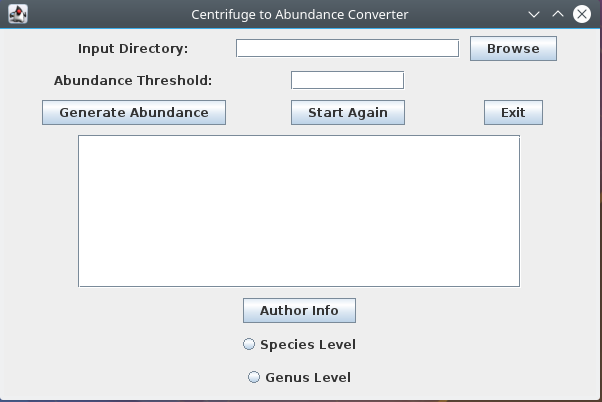 Centrifuge to Abundance Converter
Input Directory: Browse
Abundance Threshold:
Generate Abundance Start Again Exit
Author Info
Species Level
Genus Level